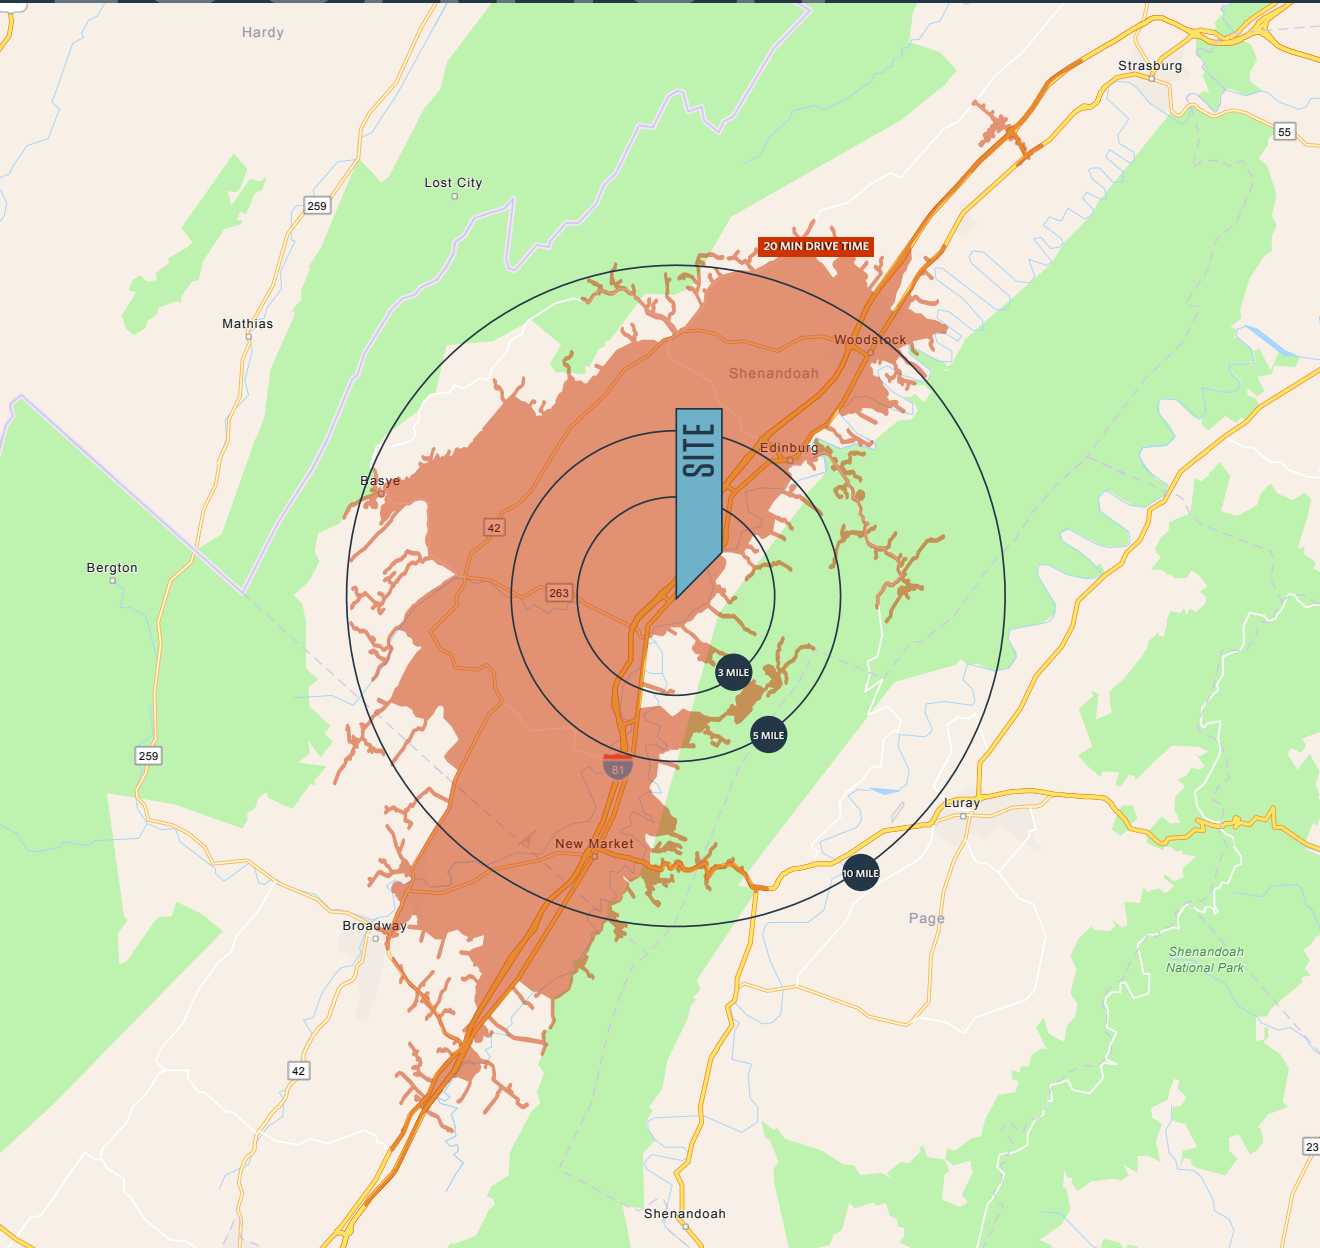 Hardy
Strasburg
55
Lost City
259
20 MIN DRIVE TIME
Mathias
Woodstock
Shenandoah
SITE
Edinburg
Basye
42
Bergton
263
3 MILE
5 MILE
259
81
Luray
New Market
10 MILE
Page
Broadway
Shenandoah
National Park
42
23
Shenandoah